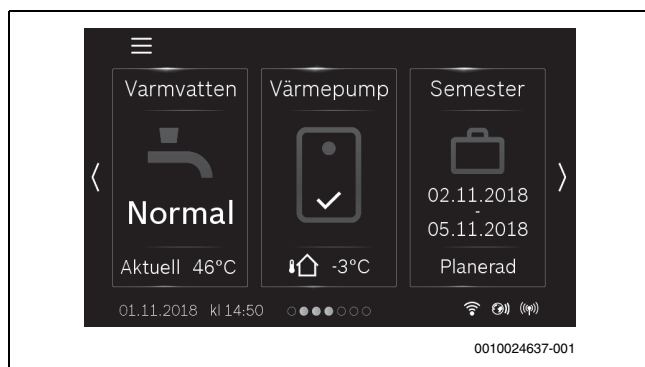 Varmvatten
Normal
Aktuell 46°C
Värmepump
-3°C
Semester
02.11.2018
-
05.11.2018
Planerad
01.11.2018 kl 14:50
0010024637-001